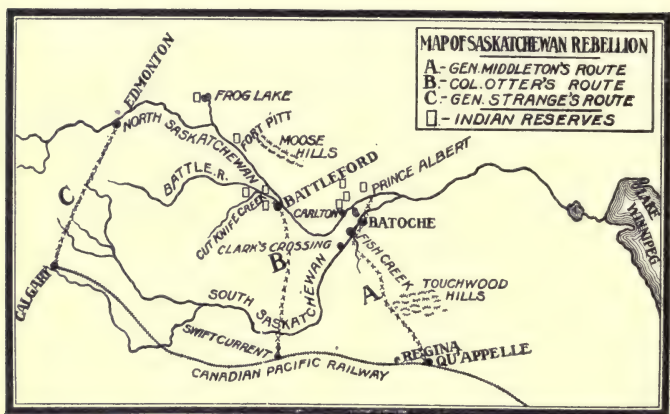 MAP OF SASKATCHEWAN REBELLION
A.- GEN. MIDDLETON'S ROUTE
B.- COL. OTTER'S ROUTE
C.- GEN. STRANGE'S ROUTE
▯.- INDIAN RESERVES
EDMONTON
FROG LAKE
NORTH SASKATCHEWAN
FORT PITT
MOOSE
HILLS
BATTLE R.
BATTLEFORD
PRINCE ALBERT
C
CUT KNIFE CREEK
CARLTON
BATOCHE
LAKE
WINNIPEG
CLARK'S CROSSING
FISH CREEK
B
A
TOUCHWOOD
HILLS
CALGARY
SOUTH SASKATCHEWAN
SWIFT CURRENT
REGINA
QU'APPELLE
CANADIAN PACIFIC RAILWAY